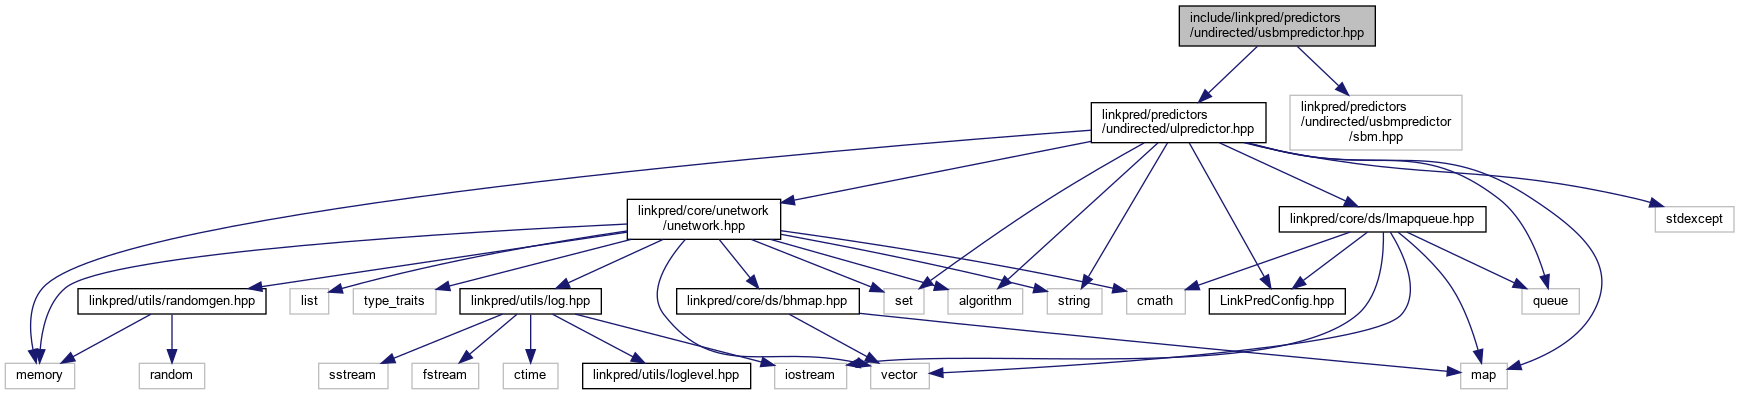 include/linkpred/predictors
/undirected/usbmpredictor.hpp
linkpred/predictors
/undirected/ulpredictor.hpp
linkpred/predictors
/undirected/usbmpredictor
/sbm.hpp
linkpred/core/unetwork
/unetwork.hpp
linkpred/core/ds/lmapqueue.hpp
stdexcept
linkpred/utils/randomgen.hpp
list
type_traits
linkpred/utils/log.hpp
linkpred/core/ds/bhmap.hpp
set
algorithm
string
cmath
LinkPredConfig.hpp
queue
memory
random
sstream
fstream
ctime
linkpred/utils/loglevel.hpp
iostream
vector
map